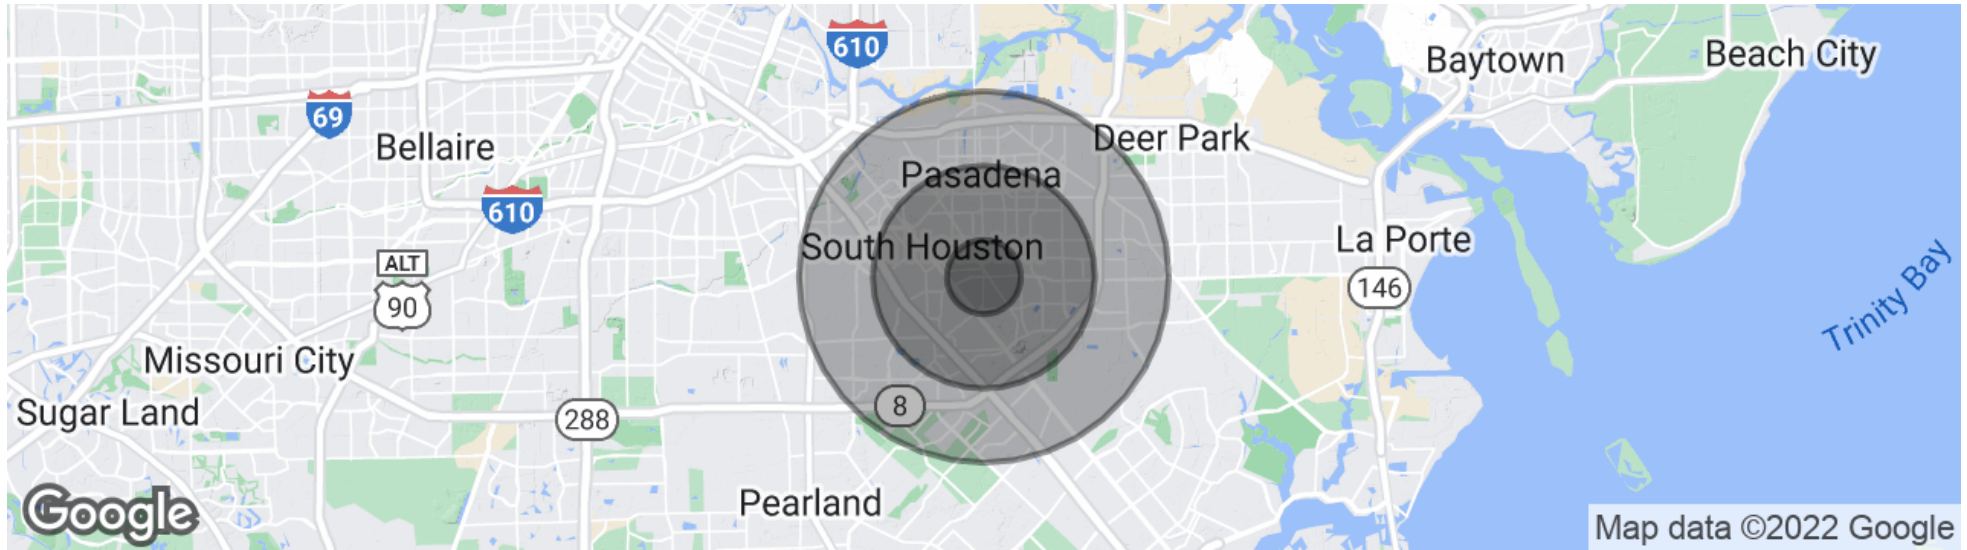 610
Baytown
Beach City
69
Bellaire
Deer Park
Pasadena
610
South Houston
La Porte
ALT
90
146
Trinity Bay
Missouri City
Sugar Land
288
8
Pearland
Google
Map data ©2022 Google